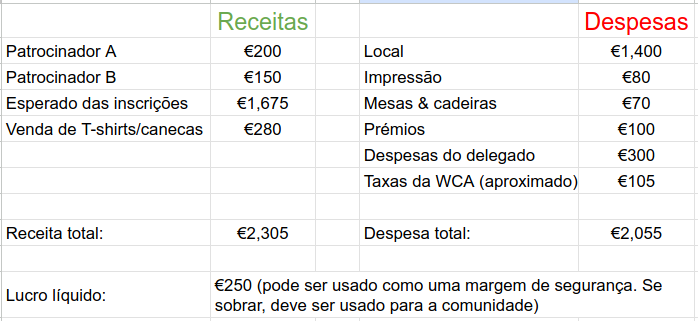 Receitas Despesas
Patrocinador A €200 Local €1,400
Patrocinador B €150 Impressão €80
Esperado das inscrições €1,675 Mesas & cadeiras €70
Venda de T-shirts/canecas €280 Prémios €100
Despesas do delegado €300
Taxas da WCA (aproximado) €105
Receita total: €2,305 Despesa total: €2,055
Lucro líquido: €250 (pode ser usado como uma margem de segurança. Se
sobrar, deve ser usado para a comunidade)